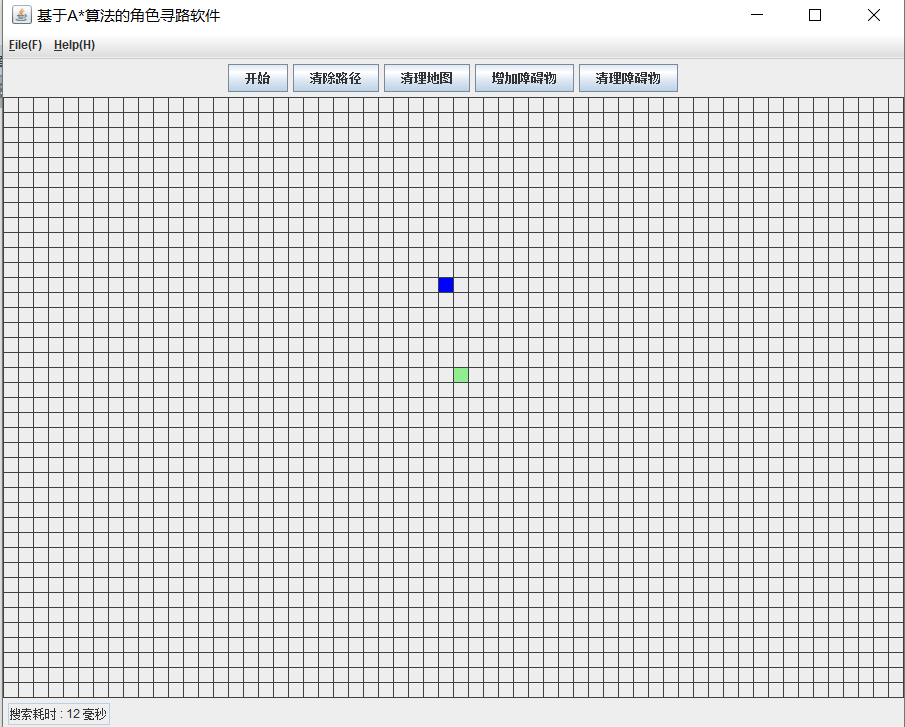 基于A*算法的角色寻路软件
File(F) Help(H)
开始 清除路径 清理地图 增加障碍物 清理障碍物
搜索耗时 : 12 毫秒